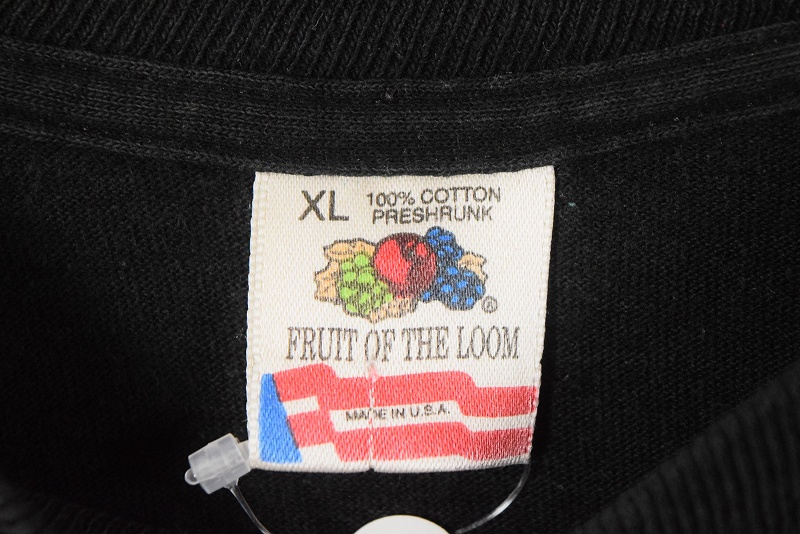 XL 100% COTTON
PRESHRUNK
®
FRUIT OF THE LOOM
MADE IN U.S.A.